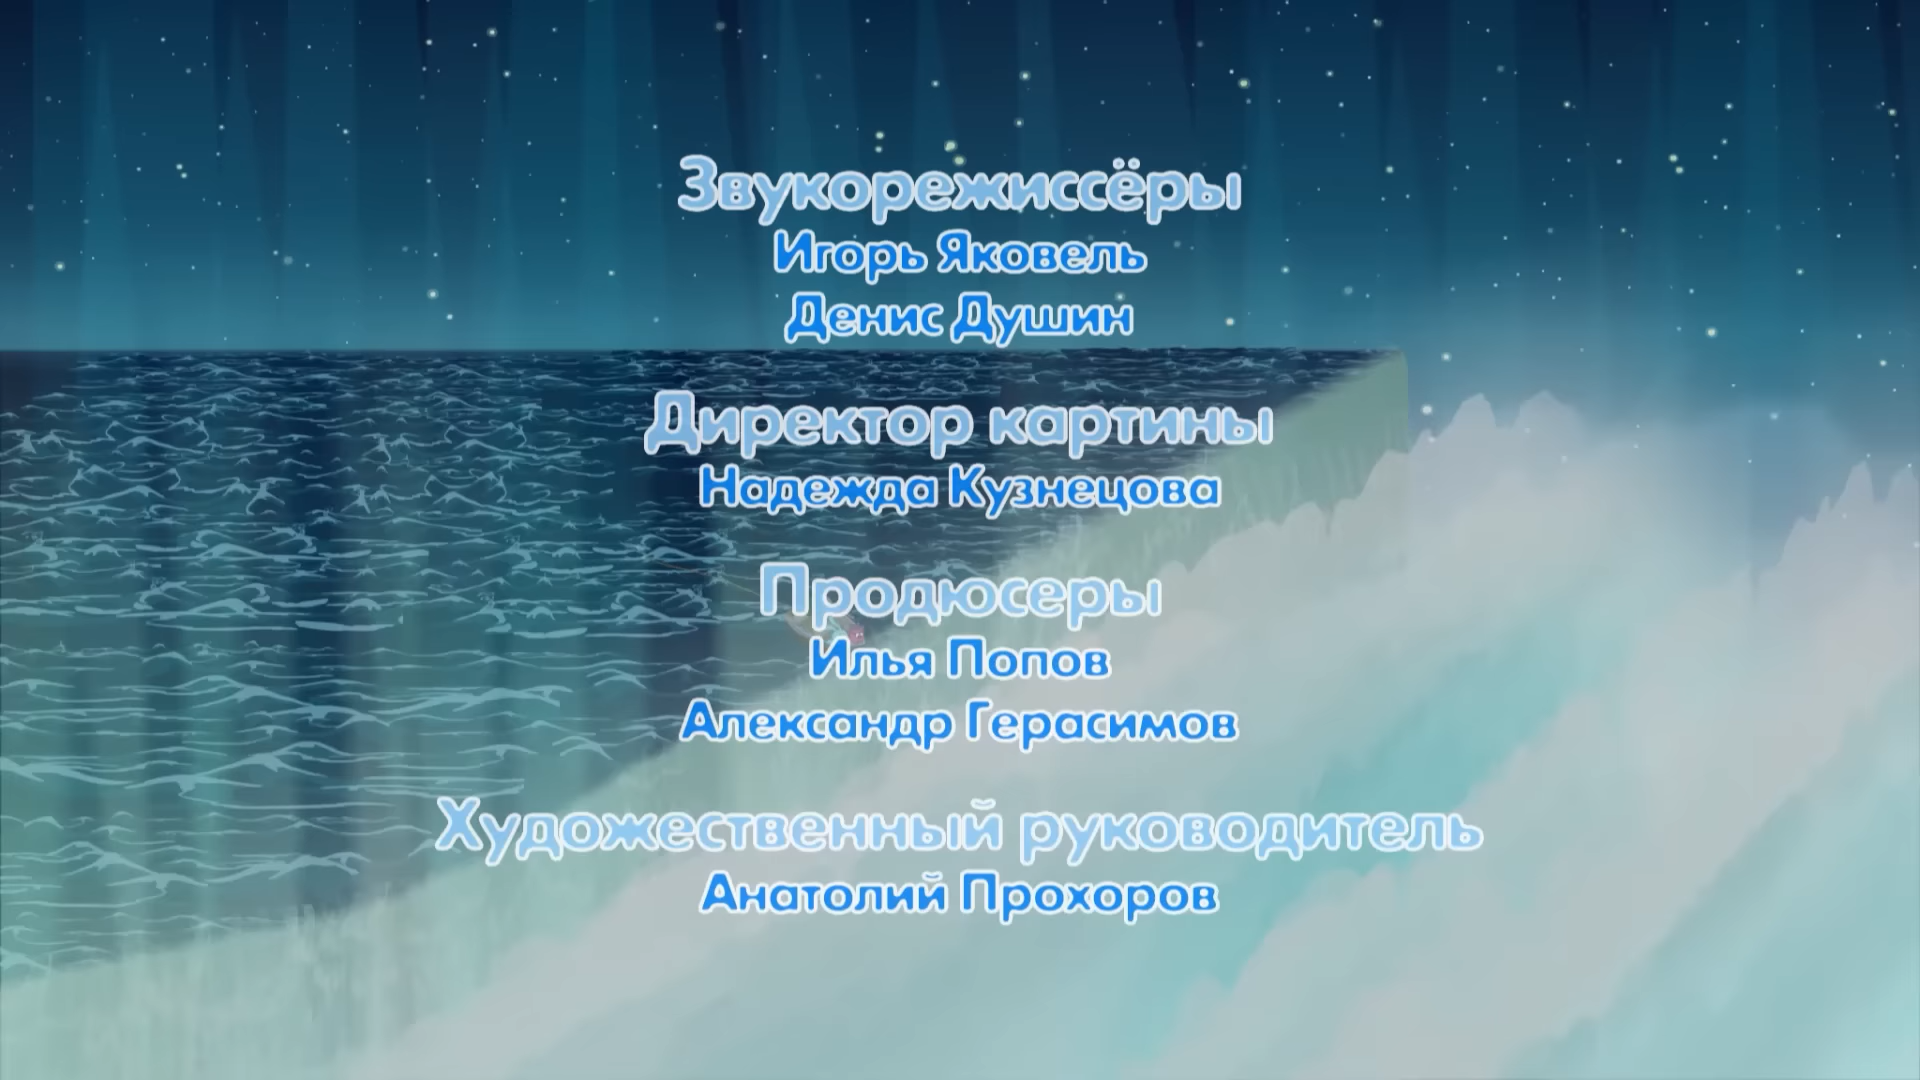 Звукорежиссёры
Игорь Яковель
Денис Душин
Директор картины
Надежда Кузнецова
Продюсеры
Илья Попов
Александр Герасимов
Художественный руководитель
Анатолий Прохоров